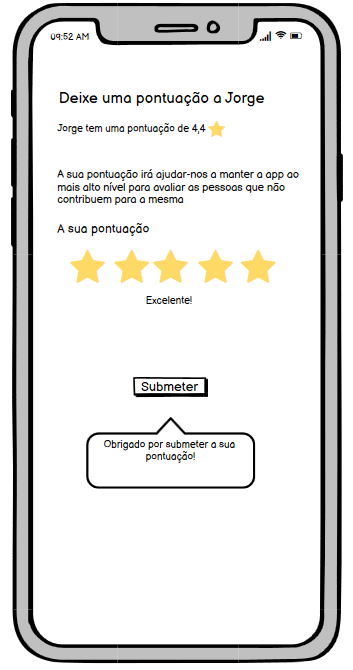 09:52 AM
Deixe uma pontuação a Jorge
Jorge tem uma pontuação de 4,4
A sua pontuação irá ajudar-nos a manter a app ao
mais alto nível para avaliar as pessoas que não
contribuem para a mesma
A sua pontuação
Excelente!
Submeter
Obrigado por submeter a sua
pontuação!